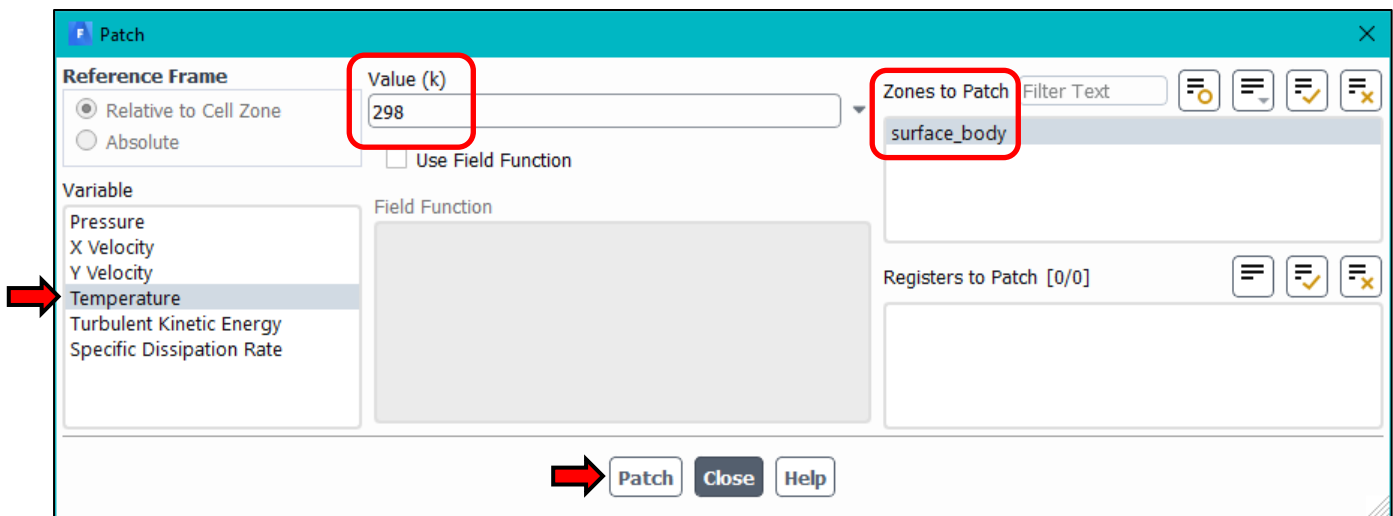 Patch
Reference Frame
Relative to Cell Zone
Absolute
Variable
Pressure
X Velocity
Y Velocity
Temperature
Turbulent Kinetic Energy
Specific Dissipation Rate
Value (k)
298
Use Field Function
Field Function
Zones to Patch Filter Text
surface_body
Registers to Patch [0/0]
Patch Close Help